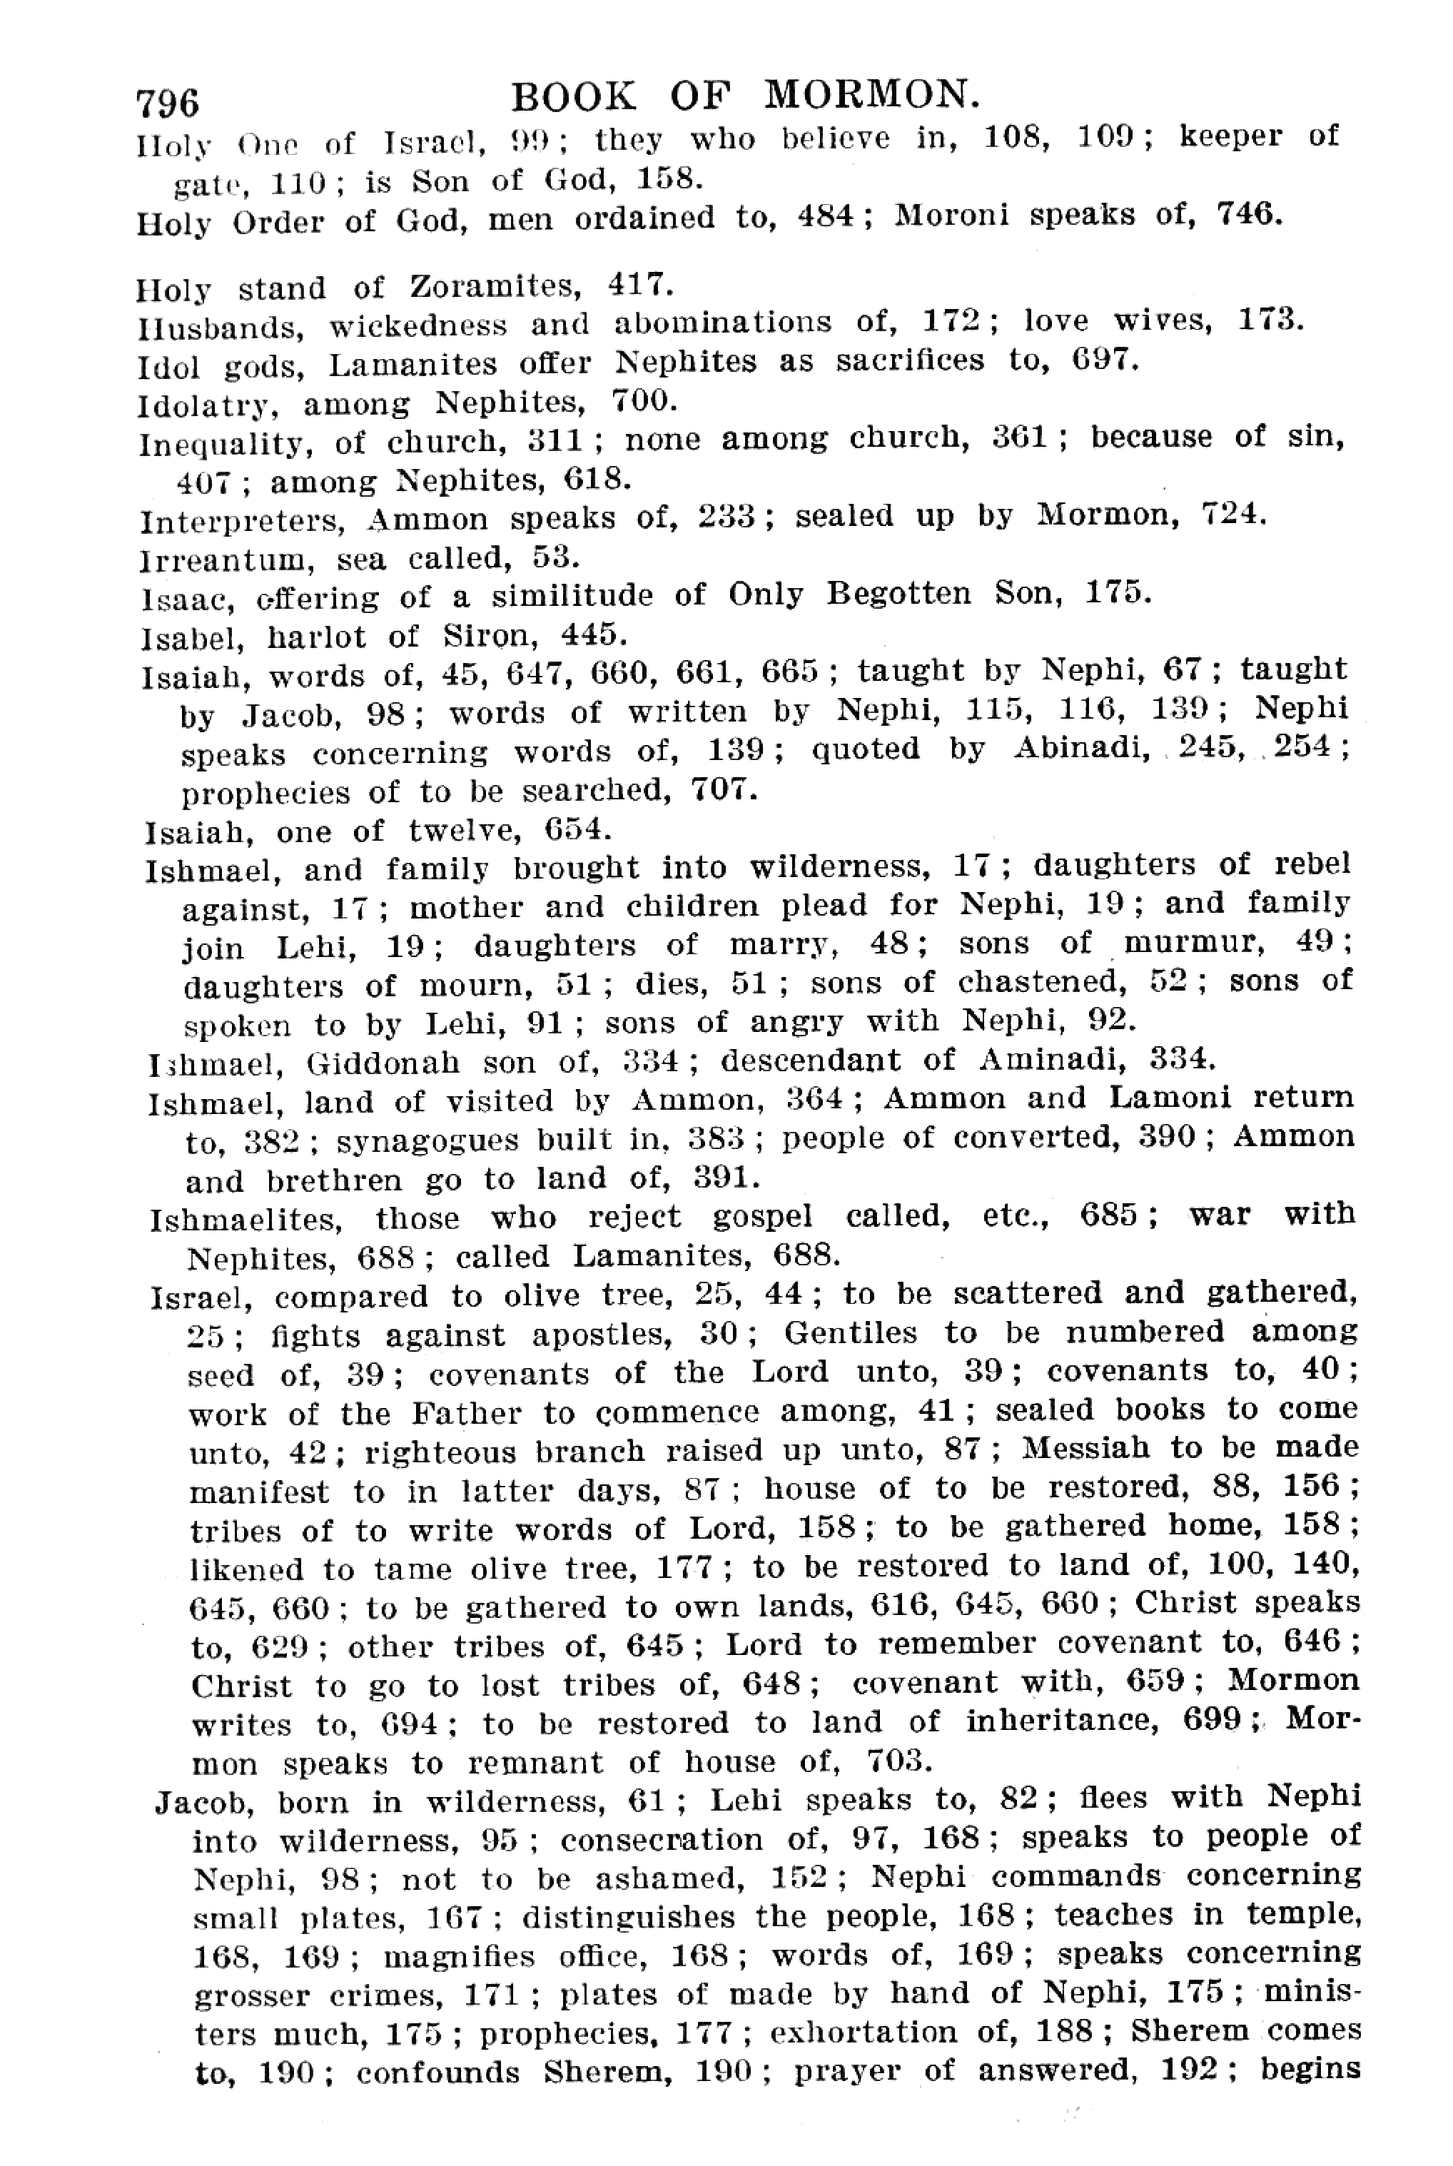 796 BOOK OF MORMON.
Holy One of Israel, 99; they who believe in, 108, 109; keeper of
gate, 110; is Son of God, 158.
Holy Order of God, men ordained to, 484; Moroni speaks of, 746.
Holy stand of Zoramites, 417.
Husbands, wickedness and abominations of, 172; love wives, 173.
Idol gods, Lamanites offer Nephites as sacrifices to, 697.
Idolatry, among Nephites, 700.
Inequality, of church, 311; none among church, 361; because of sin,
407; among Nephites, 618.
Interpreters, Ammon speaks of, 233; sealed up by Mormon, 724.
Irreantum, sea called, 53.
Isaac, offering of a similitude of Only Begotten Son, 175.
Isabel, harlot of Siron, 445.
Isaiah, words of, 45, 647, 660, 661, 665; taught by Nephi, 67; taught
by Jacob, 98; words of written by Nephi, 115, 116, 139; Nephi
speaks concerning words of, 139; quoted by Abinadi, 245, 254;
prophecies of to be searched, 707.
Isaiah, one of twelve, 654.
Ishmael, and family brought into wilderness, 17; daughters of rebel
against, 17; mother and children plead for Nephi, 19; and family
join Lehi, 19; daughters of marry, 48; sons of murmur, 49;
daughters of mourn, 51; dies, 51; sons of chastened, 52; sons of
spoken to by Lehi, 91; sons of angry with Nephi, 92.
Ishmael, Giddonah son of, 334; descendant of Aminadi, 334.
Ishmael, land of visited by Ammon, 364; Ammon and Lamoni return
to, 382; synagogues built in, 383; people of converted, 390; Ammon
and brethren go to land of, 391.
Ishmaelites, those who reject gospel called, etc., 685; war with
Nephites, 688; called Lamanites, 688.
Israel, compared to olive tree, 25, 44; to be scattered and gathered,
25; fights against apostles, 30; Gentiles to be numbered among
seed of, 39; covenants of the Lord unto, 39; covenants to, 40;
work of the Father to commence among, 41; sealed books to come
unto, 42; righteous branch raised up unto, 87; Messiah to be made
manifest to in latter days, 87; house of to be restored, 88, 156;
tribes of to write words of Lord, 158; to be gathered home, 158;
likened to tame olive tree, 177; to be restored to land of, 100, 140,
645, 660; to be gathered to own lands, 616, 645, 660; Christ speaks
to, 629; other tribes of, 645; Lord to remember covenant to, 646;
Christ to go to lost tribes of, 648; covenant with, 659; Mormon
writes to, 694; to be restored to land of inheritance, 699; Mor-
mon speaks to remnant of house of, 703.
Jacob, born in wilderness, 61; Lehi speaks to, 82; flees with Nephi
into wilderness, 95; consecration of, 97, 168; speaks to people of
Nephi, 98; not to be ashamed, 152; Nephi commands concerning
small plates, 167; distinguishes the people, 168; teaches in temple,
168, 169; magnifies office, 168; words of, 169; speaks concerning
grosser crimes, 171; plates of made by hand of Nephi, 175; minis-
ters much, 175; prophecies, 177; exhortation of, 188; Sherem comes
to, 190; confounds Sherem, 190; prayer of answered, 192; begins